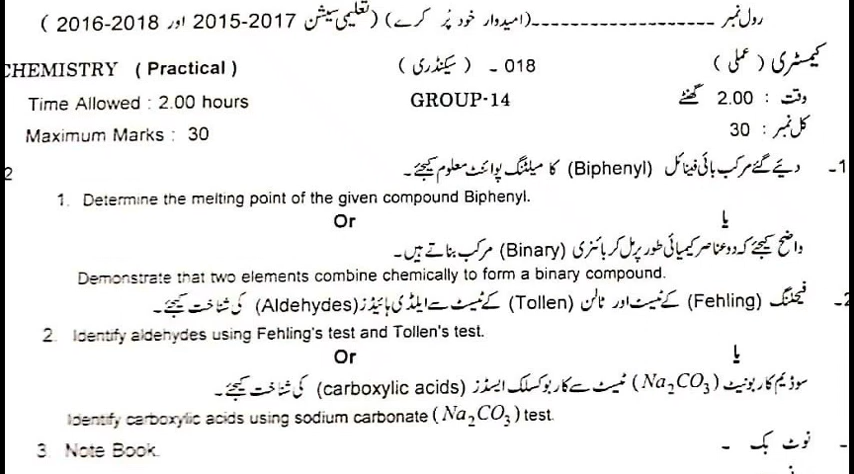 رول نمبر ------------------- (امیدوار خود پُر کرے) (تعلیمی سیشن 2017-2015 اور 2018-2016 )
CHEMISTRY ( Practical ) ( سیکنڈری ) - 018 کیمسٹری ( عملی )
Time Allowed : 2.00 hours GROUP-14 وقت : 2.00 گھنٹے
Maximum Marks : 30 کل نمبر : 30
1- دیئے گئے مرکب بائی فینائل (Biphenyl) کا میلٹنگ پوائنٹ معلوم کیجئے۔
2
1. Determine the melting point of the given compound Biphenyl.
Or یا
واضح کیجئے کہ دو عناصر کیمیائی طور پر مل کر بائنری (Binary) مرکب بناتے ہیں۔
Demonstrate that two elements combine chemically to form a binary compound.
2- فیہلنگ (Fehling) کے ٹیسٹ اور ٹالن (Tollen) کے ٹیسٹ سے ایلڈی ہائیڈز (Aldehydes) کی شناخت کیجئے۔
2. Identify aldehydes using Fehling's test and Tollen's test.
Or یا
سوڈیم کاربونیٹ (Na₂CO₃) ٹیسٹ سے کاربوکسلک ایسڈز (carboxylic acids) کی شناخت کیجئے۔
Identify carboxylic acids using sodium carbonate (Na₂CO₃) test.
3. Note Book. نوٹ بک -